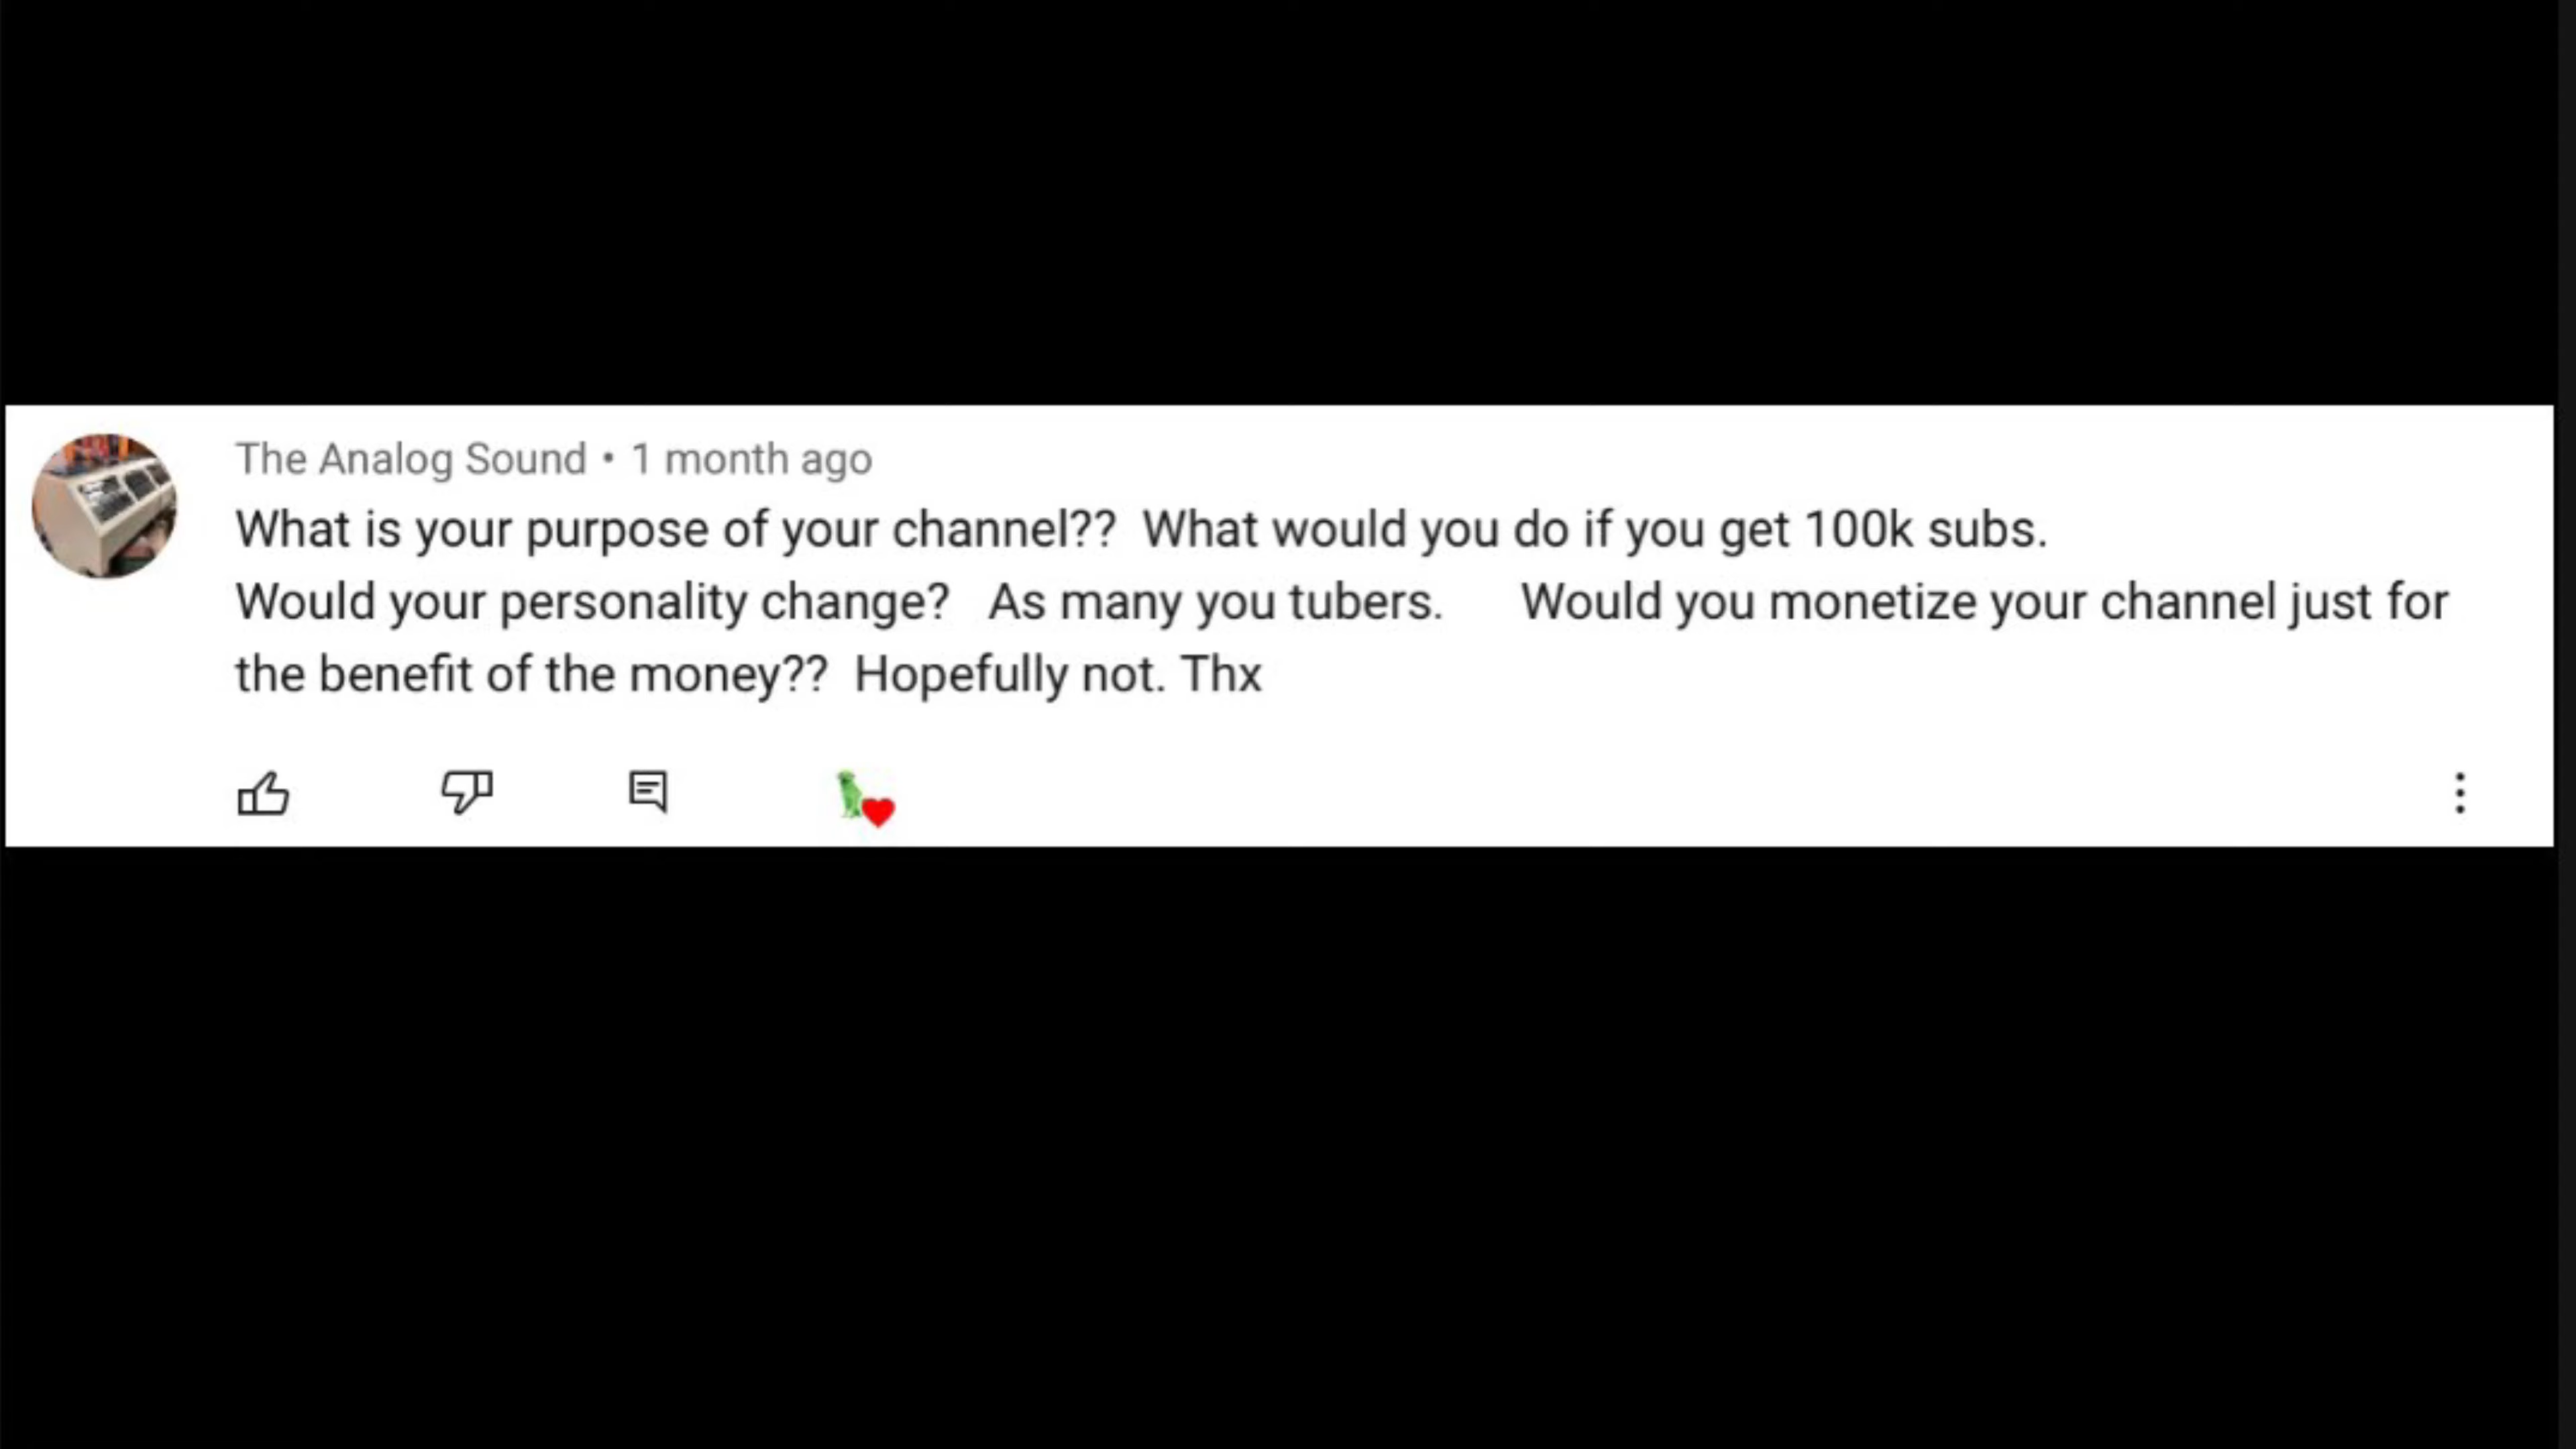 The Analog Sound • 1 month ago
What is your purpose of your channel??  What would you do if you get 100k subs.
Would your personality change?   As many you tubers.      Would you monetize your channel just for
the benefit of the money??  Hopefully not. Thx